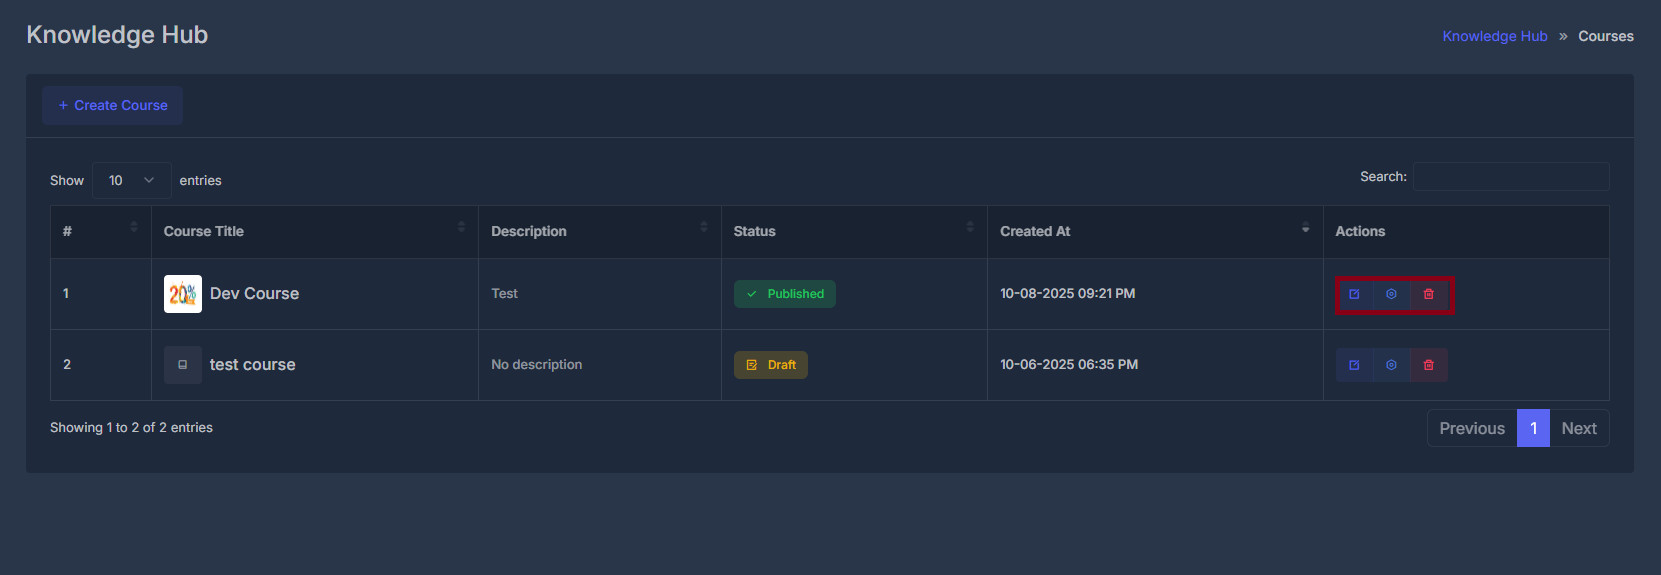 Knowledge Hub
Knowledge Hub » Courses
+ Create Course
Show 10 entries
Search:
# Course Title Description Status Created At Actions
1 20% Dev Course Test Published 10-08-2025 09:21 PM
2 test course No description Draft 10-06-2025 06:35 PM
Showing 1 to 2 of 2 entries
Previous 1 Next